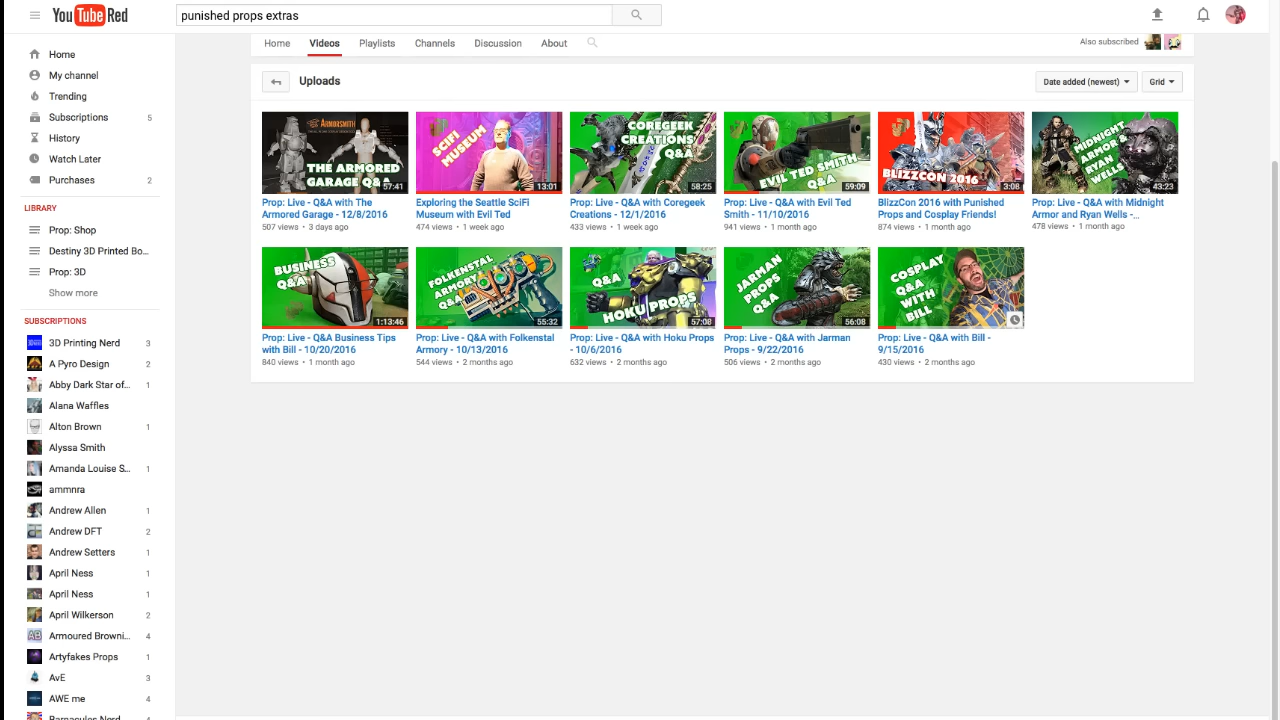 YouTube Red
punished props extras
Home
Videos
Playlists
Channels
Discussion
About
Also subscribed
Home
My channel
Trending
Subscriptions 5
History
Watch Later
Purchases 2
LIBRARY
Prop: Shop
Destiny 3D Printed Bo...
Prop: 3D
Show more
SUBSCRIPTIONS
3D Printing Nerd 3
A Pyro Design 2
Abby Dark Star of... 1
Alana Waffles
Alton Brown 1
Alyssa Smith
Amanda Louise S... 1
ammnra
Andrew Allen 1
Andrew DFT 2
Andrew Setters 1
April Ness 1
April Ness 1
April Wilkerson 2
AB
Armoured Browni... 4
Artyfakes Props 1
AvE 3
AWE me 4
Barnacules Nerd 4
Uploads
Date added (newest)
Grid
ARMORSMITH
THE ARMORED
GARAGE Q&A
57:41
Prop: Live - Q&A with The
Armored Garage - 12/8/2016
507 views • 3 days ago
SCIFI
MUSEUM
13:01
Exploring the Seattle SciFi
Museum with Evil Ted
474 views • 1 week ago
COREGEEK
CREATIONS
Q&A
58:25
Prop: Live - Q&A with Coregeek
Creations - 12/1/2016
433 views • 1 week ago
EVIL TED SMITH
Q&A
59:09
Prop: Live - Q&A with Evil Ted
Smith - 11/10/2016
941 views • 1 month ago
BLIZZCON 2016
3:08
BlizzCon 2016 with Punished
Props and Cosplay Friends!
874 views • 1 month ago
MIDNIGHT
ARMOR &
RYAN
WELLS
43:23
Prop: Live - Q&A with Midnight
Armor and Ryan Wells -...
478 views • 1 month ago
BUSINESS
Q&A
1:13:46
Prop: Live - Q&A Business Tips
with Bill - 10/20/2016
840 views • 1 month ago
FOLKENSTAL
ARMORY
Q&A
55:32
Prop: Live - Q&A with Folkenstal
Armory - 10/13/2016
544 views • 2 months ago
Q&A
HOKU PROPS
57:08
Prop: Live - Q&A with Hoku Props
- 10/6/2016
632 views • 2 months ago
JARMAN
PROPS
Q&A
56:08
Prop: Live - Q&A with Jarman
Props - 9/22/2016
506 views • 2 months ago
COSPLAY
Q&A
WITH
BILL
Prop: Live - Q&A with Bill -
9/15/2016
430 views • 2 months ago